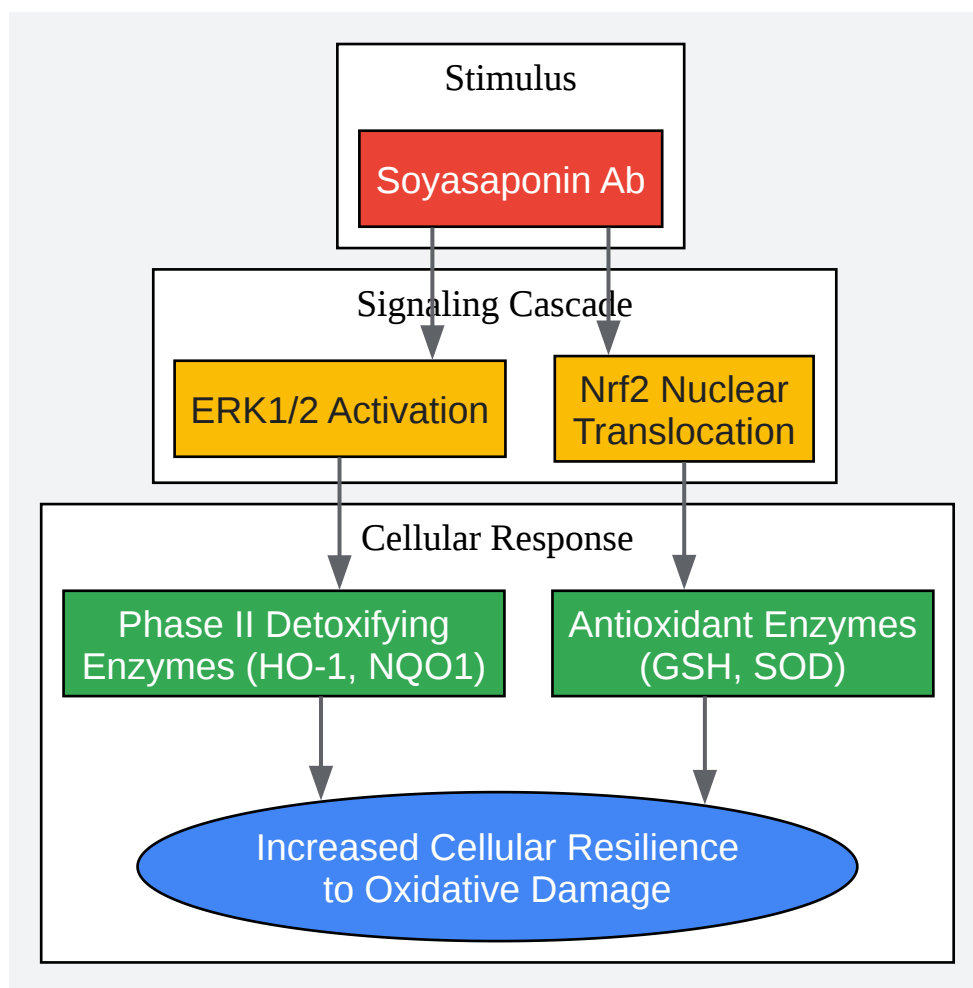 Stimulus
Soyasaponin Ab
Signaling Cascade
ERK1/2 Activation
Nrf2 Nuclear
Translocation
Cellular Response
Phase II Detoxifying
Enzymes (HO-1, NQO1)
Antioxidant Enzymes
(GSH, SOD)
Increased Cellular Resilience
to Oxidative Damage